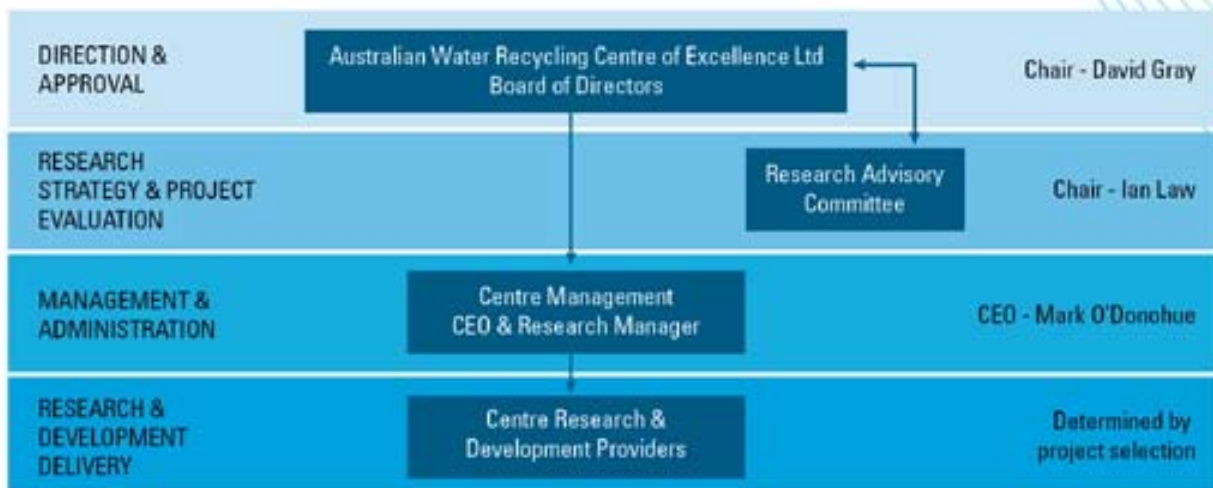 DIRECTION &
APPROVAL
Australian Water Recycling Centre of Excellence Ltd
Board of Directors
Chair - David Gray
RESEARCH
STRATEGY & PROJECT
EVALUATION
Research Advisory
Committee
Chair - Ian Law
MANAGEMENT &
ADMINISTRATION
Centre Management
CEO & Research Manager
CEO - Mark O'Donohue
RESEARCH &
DEVELOPMENT
DELIVERY
Centre Research &
Development Providers
Determined by
project selection